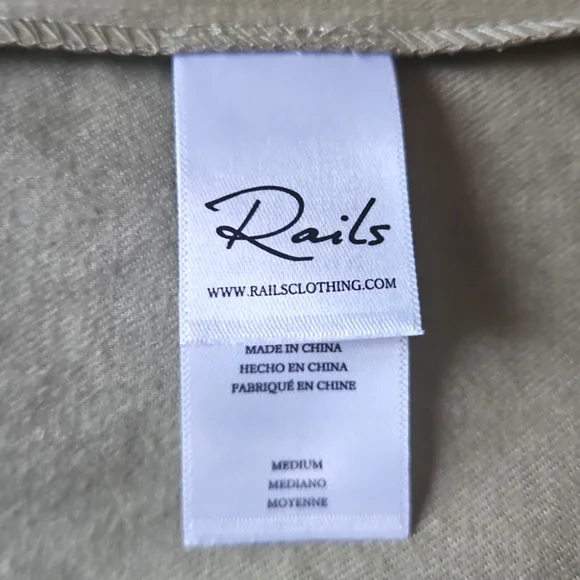 Rails
WWW.RAILSCLOTHING.COM
MADE IN CHINA
HECHO EN CHINA
FABRIQUÉ EN CHINE
MEDIUM
MEDIANO
MOYENNE